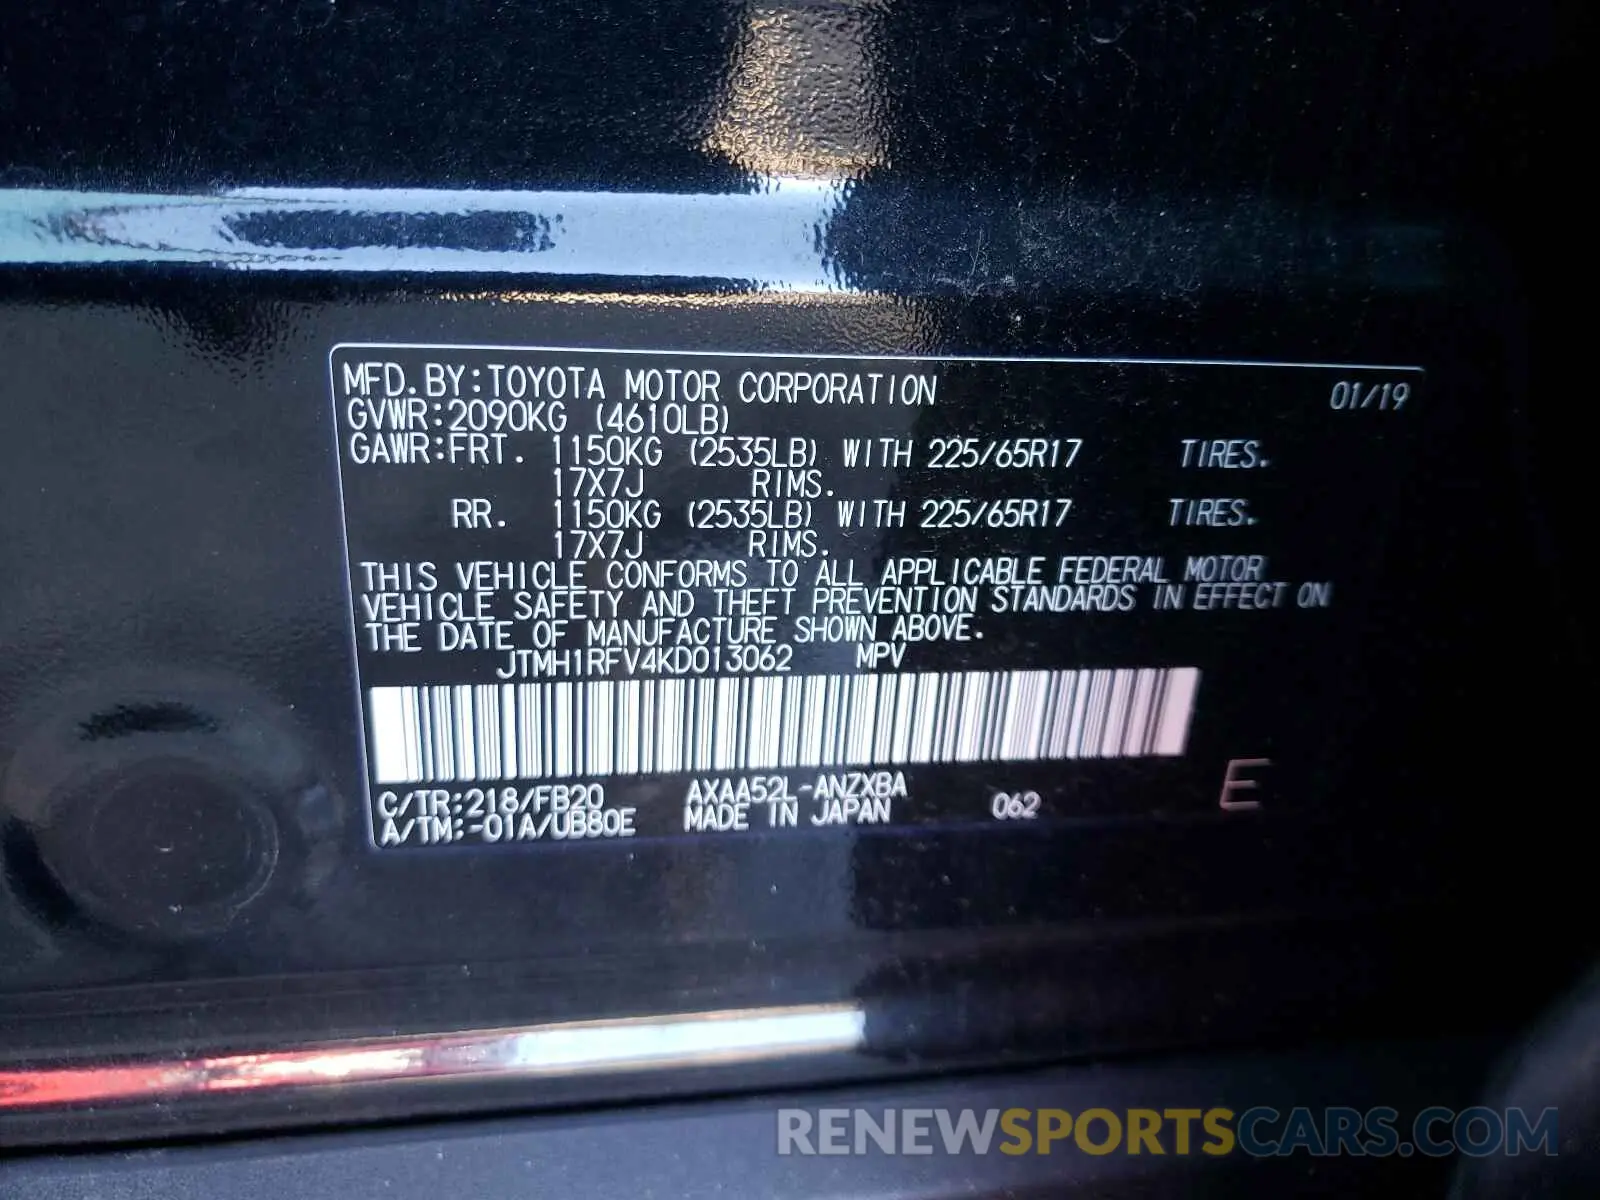 MFD.BY:TOYOTA MOTOR CORPORATION 01/19
GVWR:2090KG (4610LB)
GAWR:FRT. 1150KG (2535LB) WITH 225/65R17 TIRES.
17X7J RIMS.
RR. 1150KG (2535LB) WITH 225/65R17 TIRES.
17X7J RIMS.
THIS VEHICLE CONFORMS TO ALL APPLICABLE FEDERAL MOTOR
VEHICLE SAFETY AND THEFT PREVENTION STANDARDS IN EFFECT ON
THE DATE OF MANUFACTURE SHOWN ABOVE.
JTMH1RFV4KD013062 MPV
C/TR:218/FB20 AXAA52L-ANZXBA 062 E
A/TM:-01A/UB80E MADE IN JAPAN
RENEWSPORTSCARS.COM